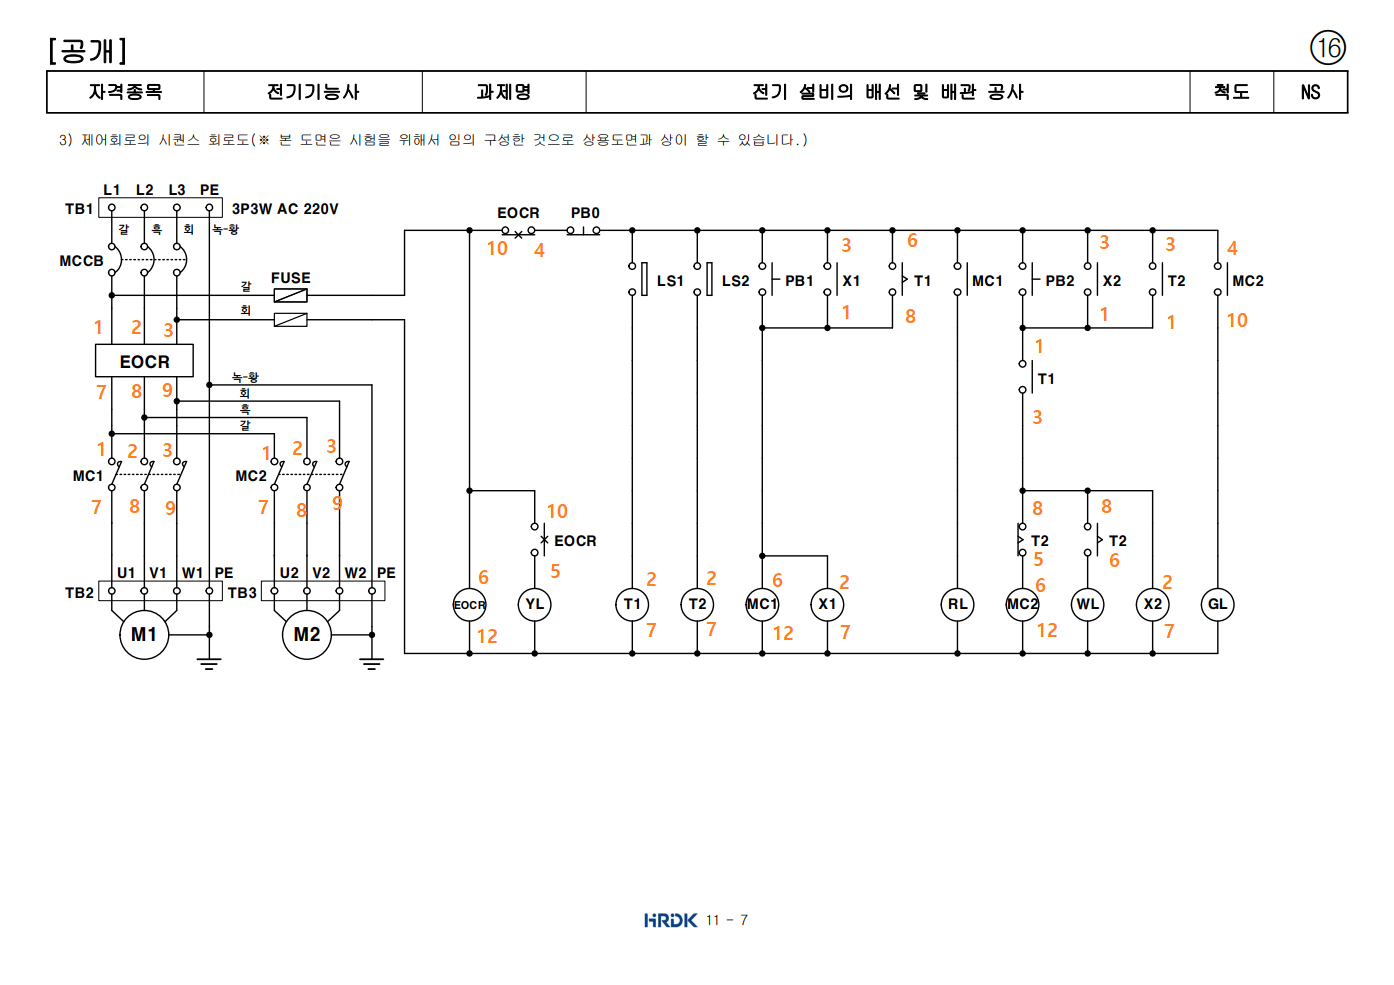 [공개]
16
자격종목 전기기능사 과제명 전기 설비의 배선 및 배관 공사 척도 NS
3) 제어회로의 시퀀스 회로도(※ 본 도면은 시험을 위해서 임의 구성한 것으로 상용도면과 상이 할 수 있습니다.)
L1 L2 L3 PE
TB1 3P3W AC 220V
갈 흑 회 녹-황
MCCB
FUSE
갈
회
1 2 3
EOCR
7 8 9
녹-황
회
흑
갈
1 2 3 1 2 3
MC1 MC2
7 8 9 7 8 9
U1 V1 W1 PE U2 V2 W2 PE
TB2 TB3
M1 M2
EOCR PB0
10 4
3 6 3 3 4
LS1 LS2 PB1 X1 T1 MC1 PB2 X2 T2 MC2
1 8 1 1 10
1
T1
3
10 8 8
EOCR T2 T2
5 5 6
6 2 2 6 2 6 2
EOCR YL T1 T2 MC1 X1 RL MC2 WL X2 GL
12 7 7 12 7 12 7
HRDK 11 - 7